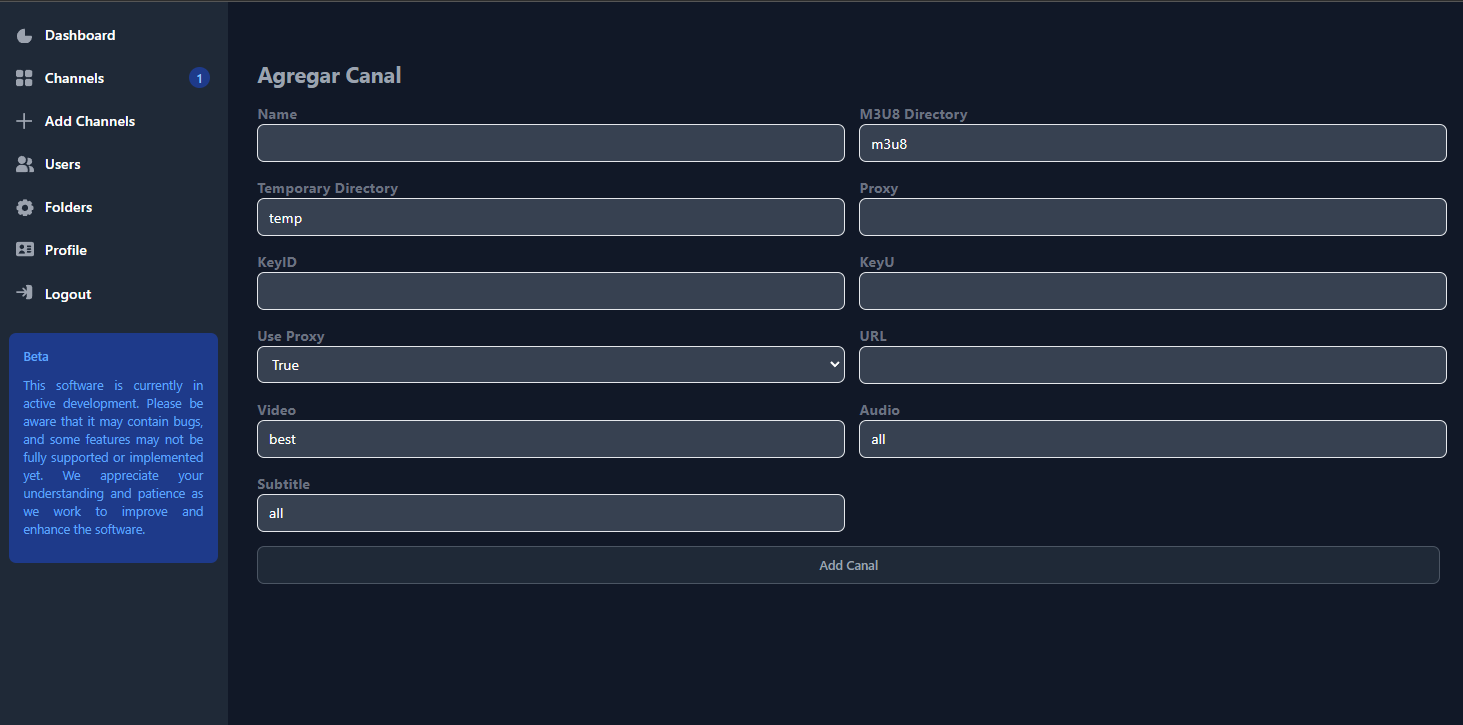 Dashboard
Channels 1
Add Channels
Users
Folders
Profile
Logout
Beta
This software is currently in
active development. Please be
aware that it may contain bugs,
and some features may not be
fully supported or implemented
yet. We appreciate your
understanding and patience as
we work to improve and
enhance the software.
Agregar Canal
Name
M3U8 Directory
m3u8
Temporary Directory
temp
Proxy
KeyID
KeyU
Use Proxy
True
URL
Video
best
Audio
all
Subtitle
all
Add Canal